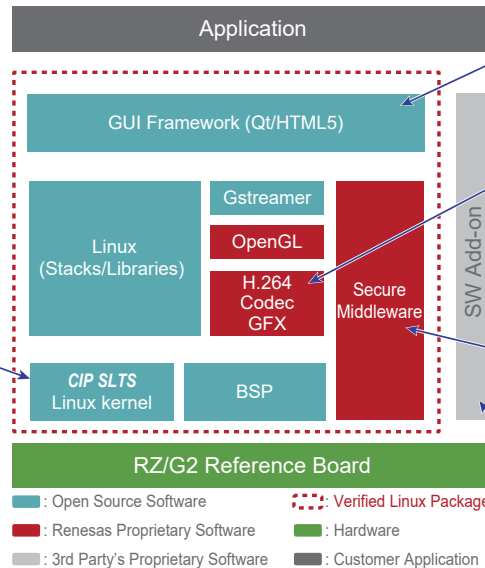 Application
GUI Framework (Qt/HTML5)
Linux
(Stacks/Libraries)
Gstreamer
OpenGL
H.264
Codec
GFX
Secure
Middleware
SW Add-on
CIP SLTS
Linux kernel
BSP
RZ/G2 Reference Board
: Open Source Software
: Verified Linux Package
: Renesas Proprietary Software
: Hardware
: 3rd Party's Proprietary Software
: Customer Application